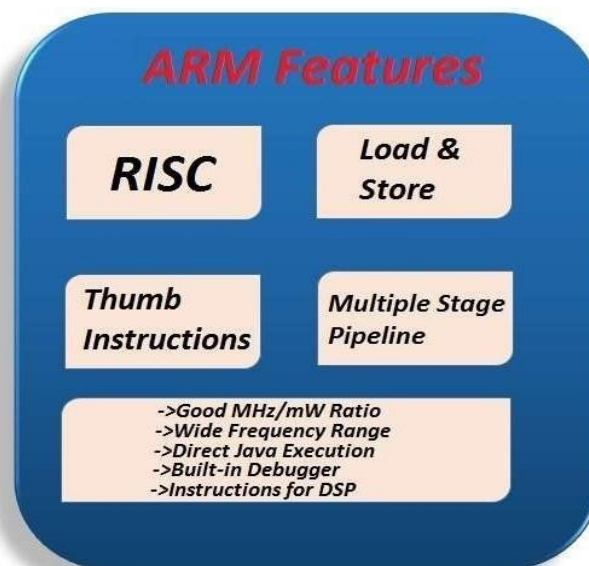 ARM Features
RISC
Load &
Store
Thumb
Instructions
Multiple Stage
Pipeline
->Good MHz/mW Ratio
->Wide Frequency Range
->Direct Java Execution
->Built-in Debugger
->Instructions for DSP